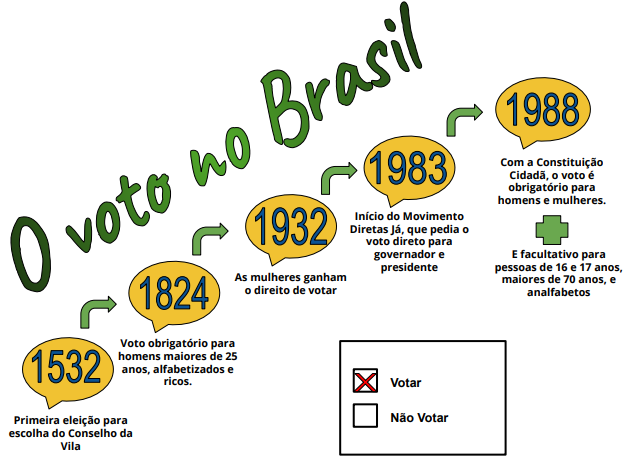 O voto no Brasil
1532
Primeira eleição para
escolha do Conselho da
Vila
1824
Voto obrigatório para
homens maiores de 25
anos, alfabetizados e
ricos.
1932
As mulheres ganham
o direito de votar
1983
Início do Movimento
Diretas Já, que pedia o
voto direto para
governador e
presidente
1988
Com a Constituição
Cidadã, o voto é
obrigatório para
homens e mulheres.
E facultativo para
pessoas de 16 e 17 anos,
maiores de 70 anos, e
analfabetos
Votar
Não Votar